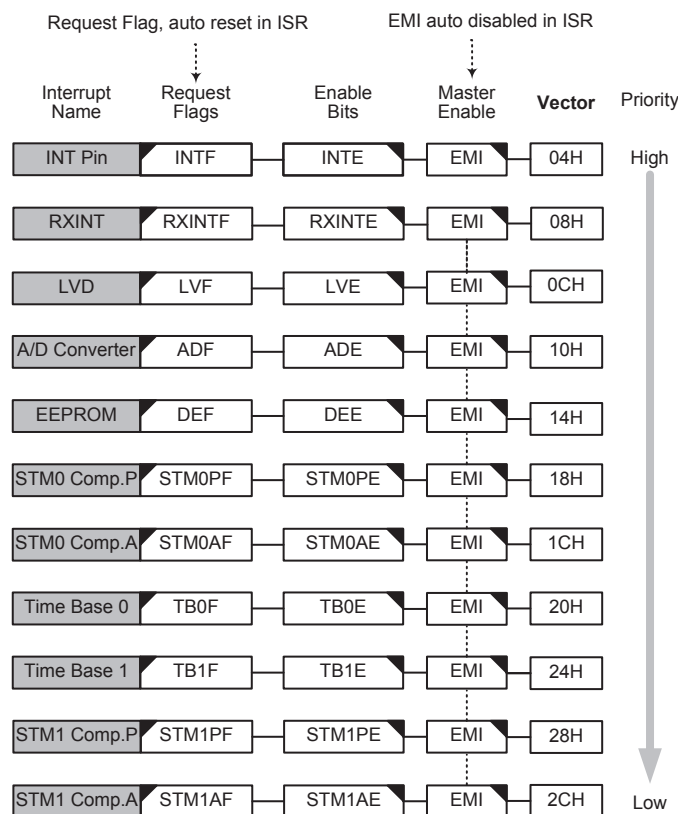 Request Flag, auto reset in ISR EMI auto disabled in ISR
Interrupt Name Request Flags Enable Bits Master Enable Vector Priority
INT Pin INTF INTE EMI 04H High
RXINT RXINTF RXINTE EMI 08H
LVD LVF LVE EMI 0CH
A/D Converter ADF ADE EMI 10H
EEPROM DEF DEE EMI 14H
STM0 Comp.P STM0PF STM0PE EMI 18H
STM0 Comp.A STM0AF STM0AE EMI 1CH
Time Base 0 TB0F TB0E EMI 20H
Time Base 1 TB1F TB1E EMI 24H
STM1 Comp.P STM1PF STM1PE EMI 28H
STM1 Comp.A STM1AF STM1AE EMI 2CH Low